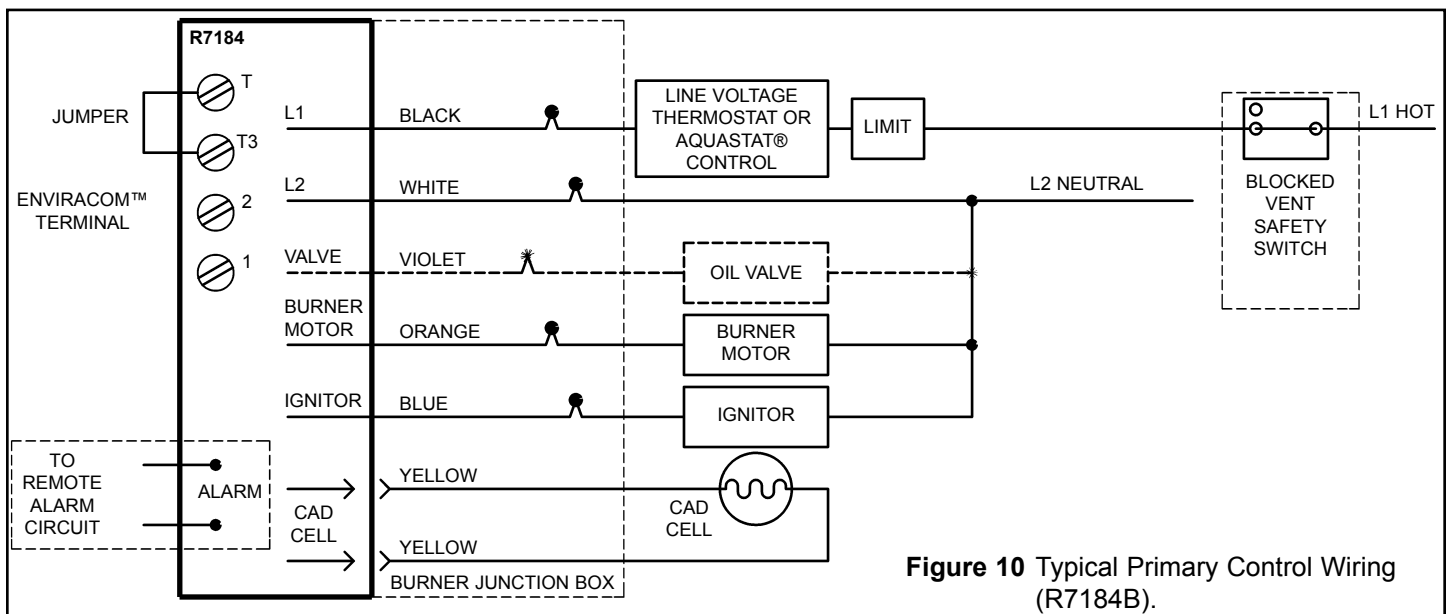 R7184
T
JUMPER
T3
ENVIRACOM™
TERMINAL
2
1
L1
BLACK
LINE VOLTAGE
THERMOSTAT OR
AQUASTAT®
CONTROL
LIMIT
L1 HOT
BLOCKED
VENT
SAFETY
SWITCH
L2
WHITE
L2 NEUTRAL
VALVE
VIOLET
OIL VALVE
BURNER
MOTOR
ORANGE
BURNER
MOTOR
IGNITOR
BLUE
IGNITOR
TO
REMOTE
ALARM
CIRCUIT
ALARM
CAD
CELL
YELLOW
CAD
CELL
YELLOW
BURNER JUNCTION BOX
Figure 10 Typical Primary Control Wiring
(R7184B).